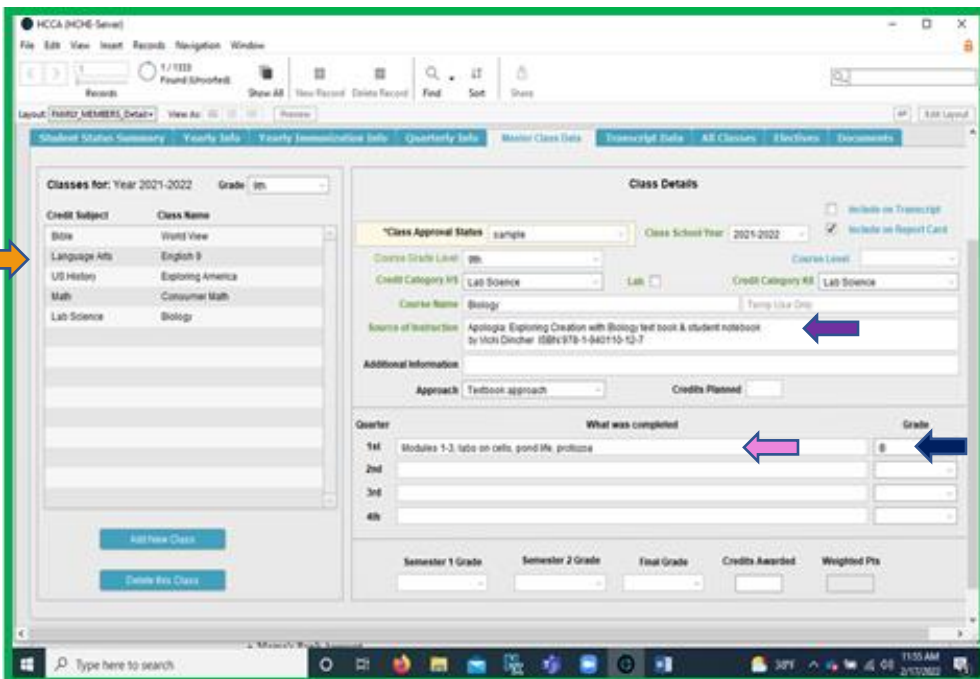 HCCA (HCHE-Server)
File Edit View Insert Records Navigation Window
1 1 / 1333 Found (Unsorted)
Records Show All New Record Delete Record Find Sort Share
Layout: FAMILY_MEMBERS_Detail View As: Preview Edit Layout
Student Status Summary Yearly Info Yearly Immunization Info Quarterly Info Master Class Data Transcript Data All Classes Electives Documents
Classes for: Year 2021-2022 Grade 9th
Credit Subject Class Name
Bible World View
Language Arts English 9
US History Exploring America
Math Consumer Math
Lab Science Biology
Add New Class
Delete this Class
Class Details
Include on Transcript
*Class Approval Status sample Class School Year 2021-2022 Include on Report Card
Course Grade Level 9th Course Level
Credit Category HS Lab Science Lab Credit Category K8 Lab Science
Course Name Biology Temp Use Only
Source of Instruction Apologia: Exploring Creation with Biology text book & student notebook
by Vicki Dincher ISBN:978-1-940110-12-7
Additional Information
Approach Textbook approach Credits Planned
Quarter What was completed Grade
1st Modules 1-3, labs on cells, pond life, protozoa B
2nd
3rd
4th
Semester 1 Grade Semester 2 Grade Final Grade Credits Awarded Weighted Pts
Type here to search 30°F 11:55 AM
2/17/2022